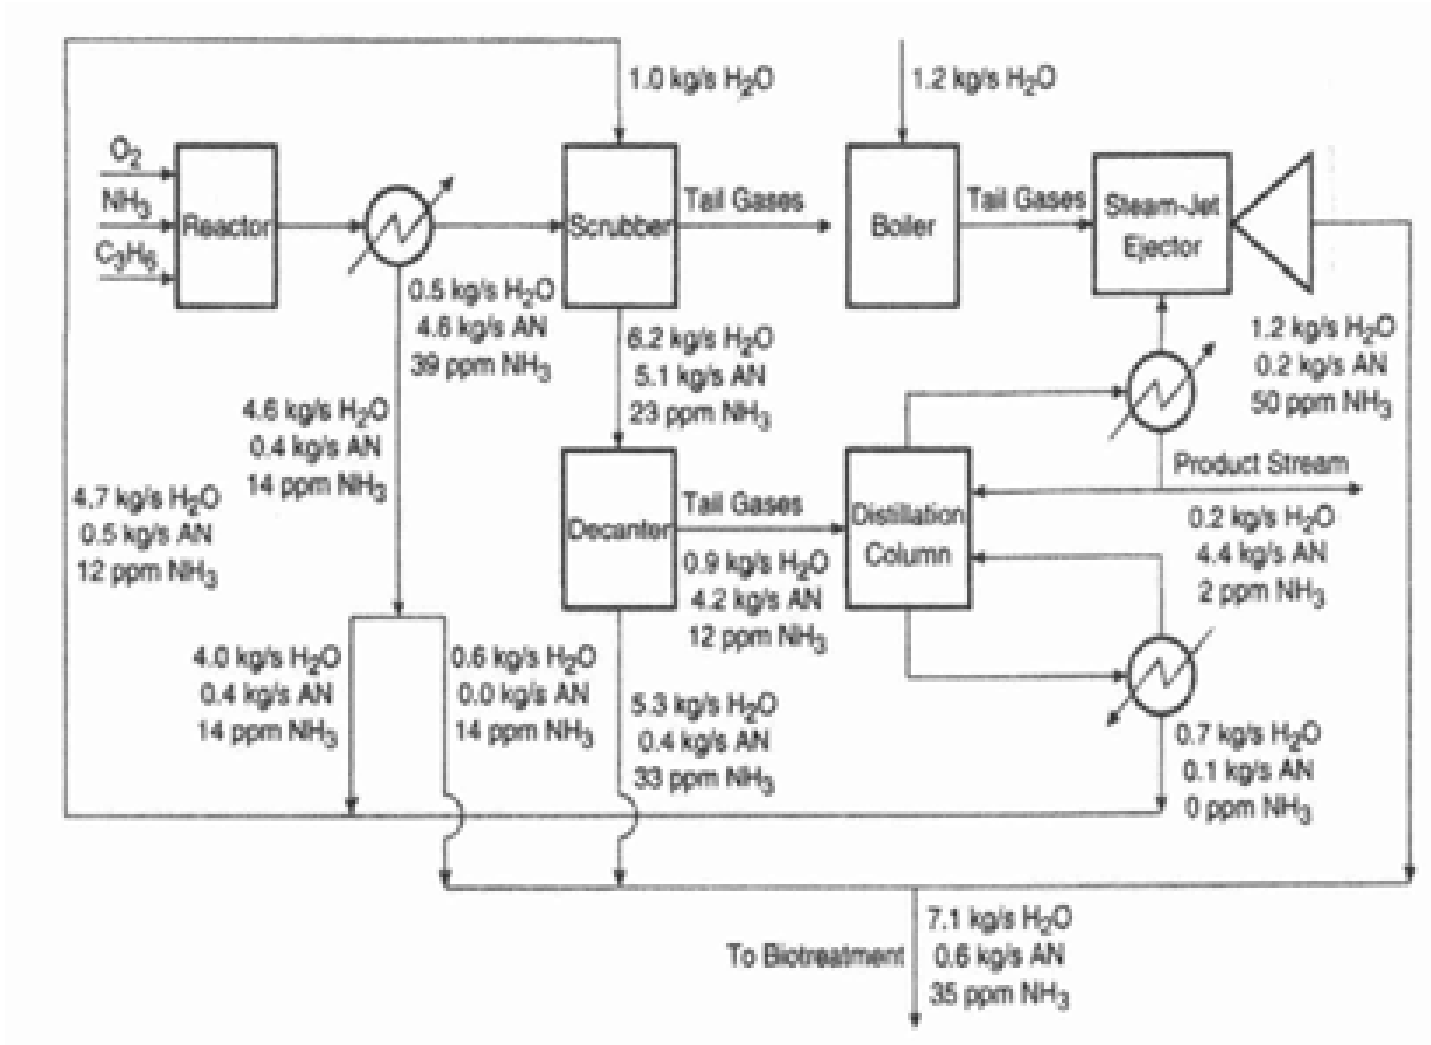 1.0 kg/s H₂O
1.2 kg/s H₂O
O₂
NH₃
C₃H₆
Reactor
Scrubber
Tail Gases
Boiler
Tail Gases
Steam-Jet
Ejector
0.5 kg/s H₂O
4.6 kg/s AN
39 ppm NH₃
6.2 kg/s H₂O
5.1 kg/s AN
23 ppm NH₃
1.2 kg/s H₂O
0.2 kg/s AN
50 ppm NH₃
4.6 kg/s H₂O
0.4 kg/s AN
14 ppm NH₃
4.7 kg/s H₂O
0.5 kg/s AN
12 ppm NH₃
Decanter
Tail Gases
0.9 kg/s H₂O
4.2 kg/s AN
12 ppm NH₃
Distillation
Column
Product Stream
0.2 kg/s H₂O
4.4 kg/s AN
2 ppm NH₃
4.0 kg/s H₂O
0.4 kg/s AN
14 ppm NH₃
0.6 kg/s H₂O
0.0 kg/s AN
14 ppm NH₃
5.3 kg/s H₂O
0.4 kg/s AN
33 ppm NH₃
0.7 kg/s H₂O
0.1 kg/s AN
0 ppm NH₃
To Biotreatment
7.1 kg/s H₂O
0.6 kg/s AN
35 ppm NH₃